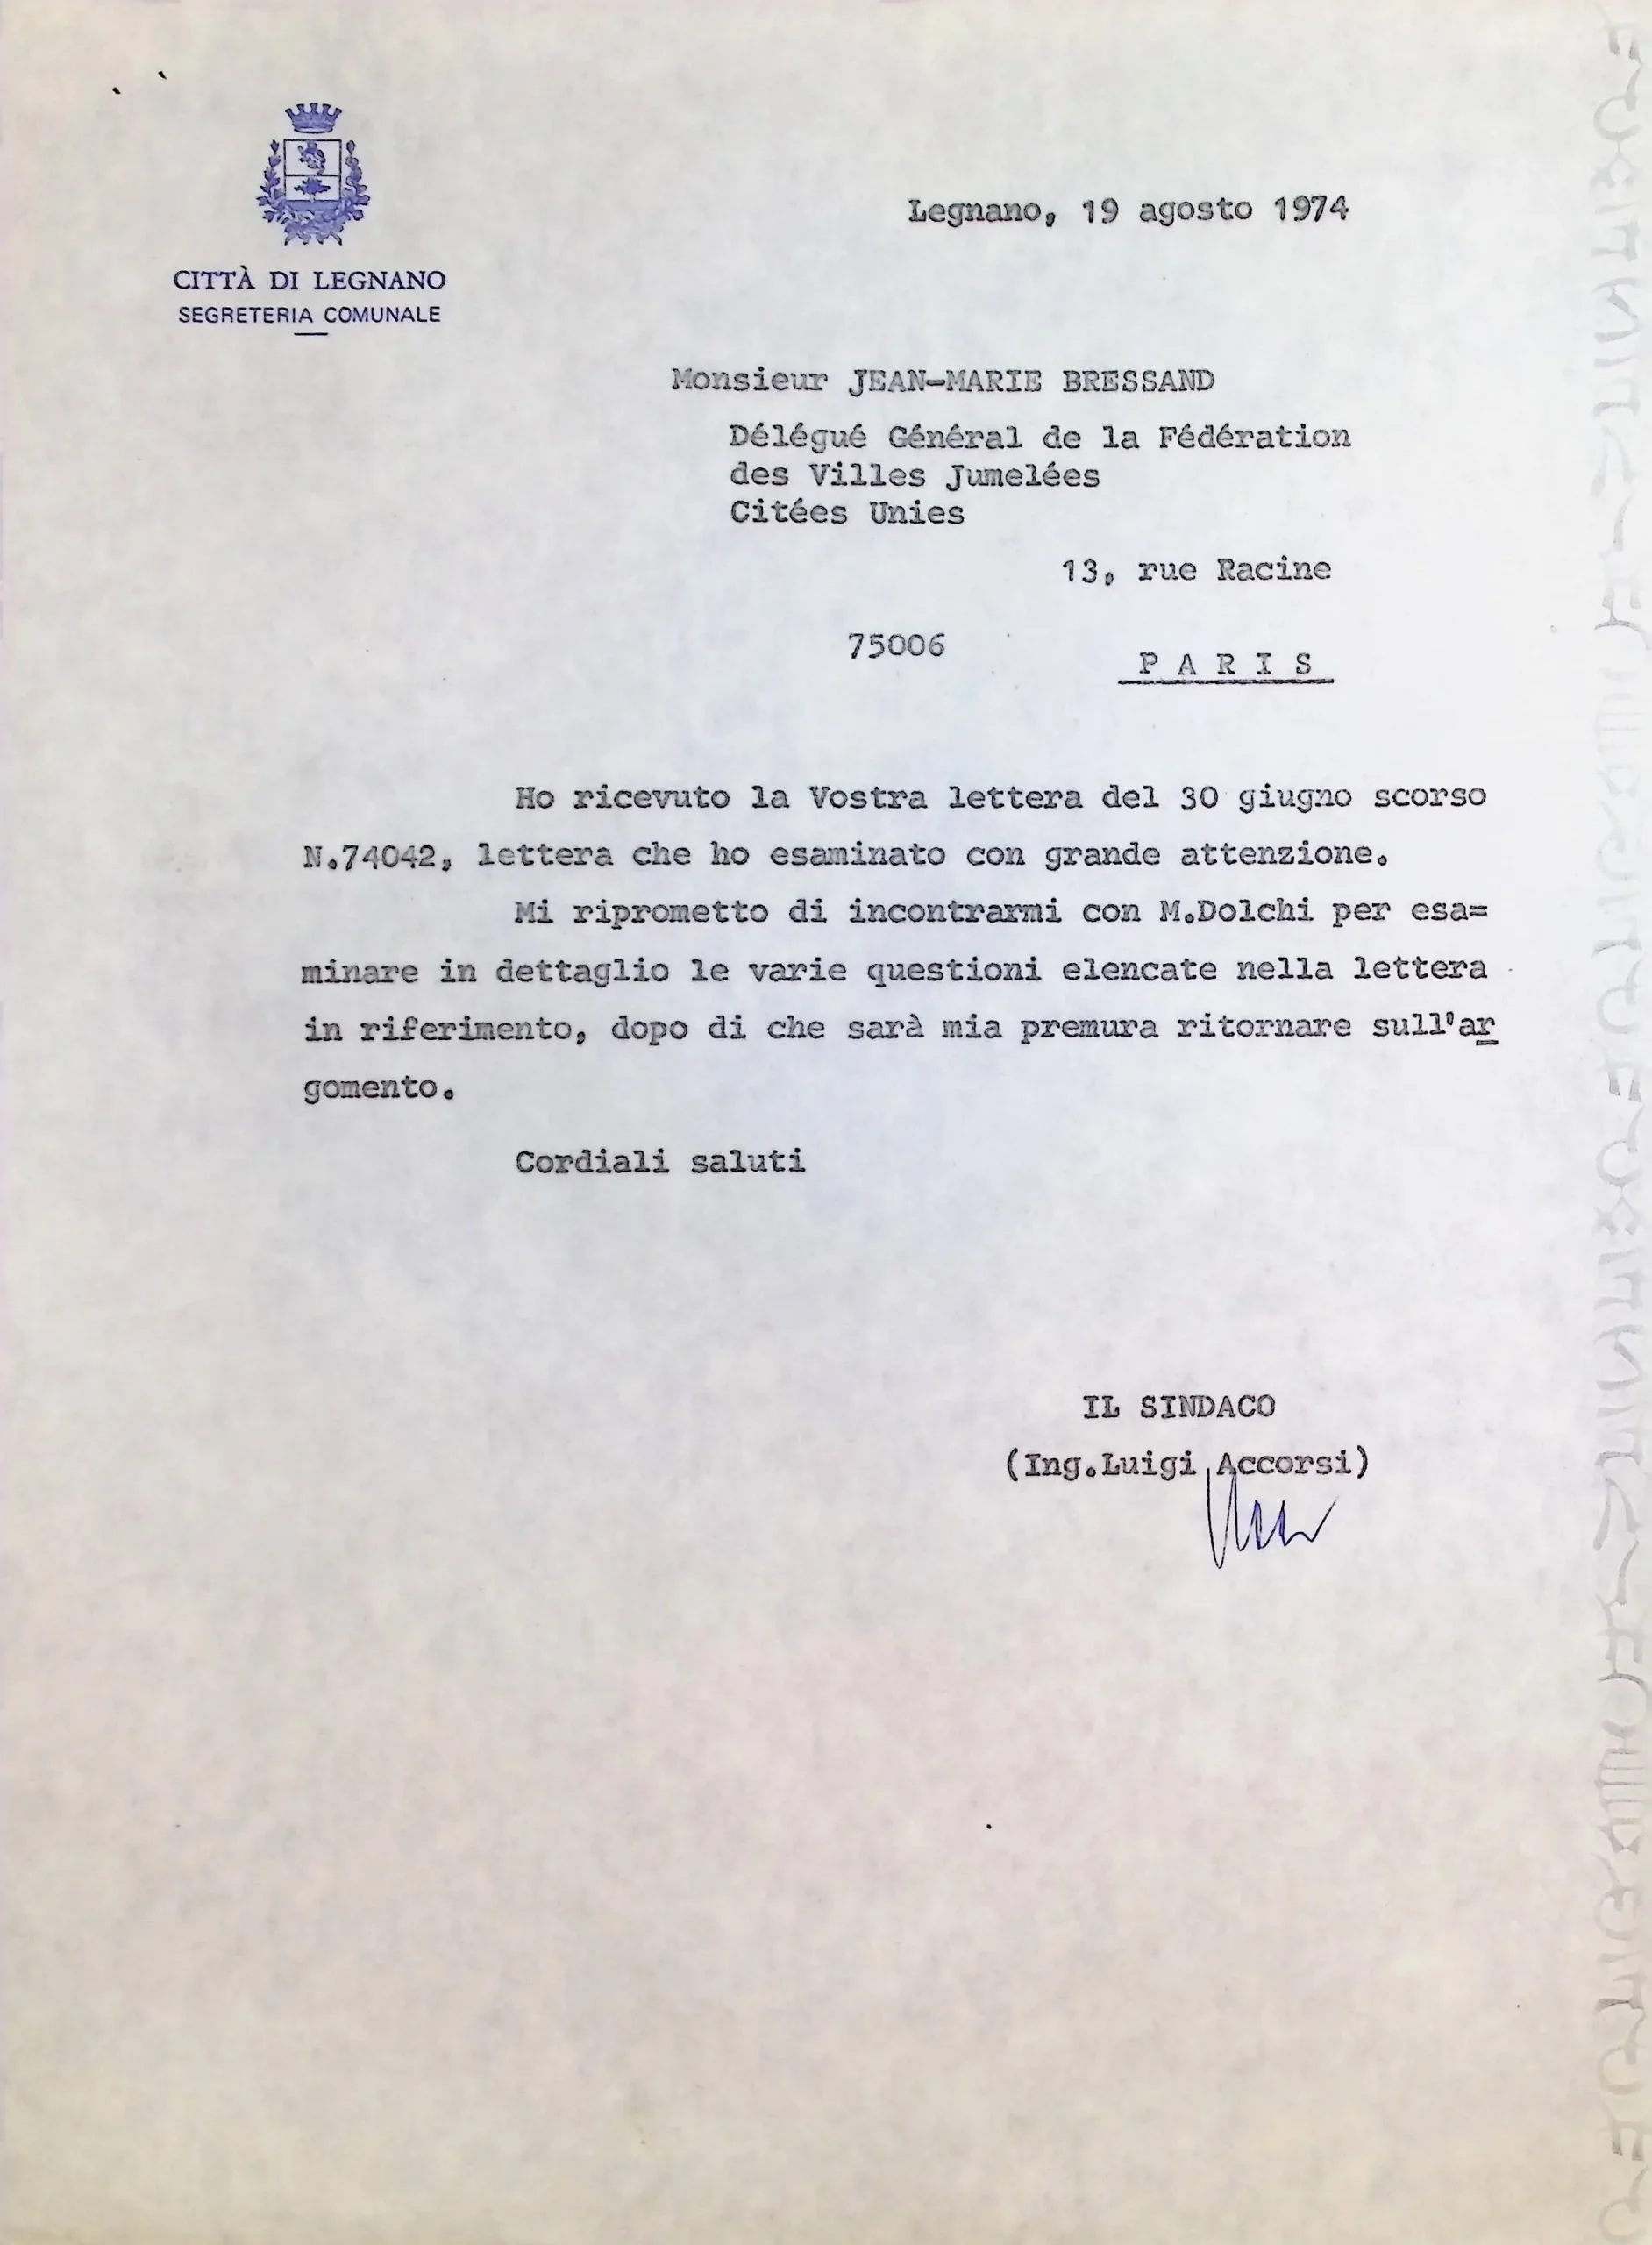 CITTÀ DI LEGNANO
SEGRETERIA COMUNALE
Legnano, 19 agosto 1974
Monsieur JEAN-MARIE BRESSAND
Délégué Général de la Fédération
des Villes Jumelées
Citées Unies
13, rue Racine
75006 P A R I S
Ho ricevuto la Vostra lettera del 30 giugno scorso
N.74042, lettera che ho esaminato con grande attenzione.
Mi riprometto di incontrarmi con M.Dolchi per esa=
minare in dettaglio le varie questioni elencate nella lettera
in riferimento, dopo di che sarà mia premura ritornare sull'ar
gomento.
Cordiali saluti
IL SINDACO
(Ing.Luigi Accorsi)